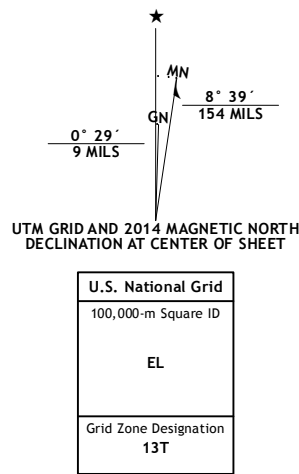 MN
GN
8° 39´
154 MILS
0° 29´
9 MILS
UTM GRID AND 2014 MAGNETIC NORTH
DECLINATION AT CENTER OF SHEET
U.S. National Grid
100,000-m Square ID
EL
Grid Zone Designation
13T